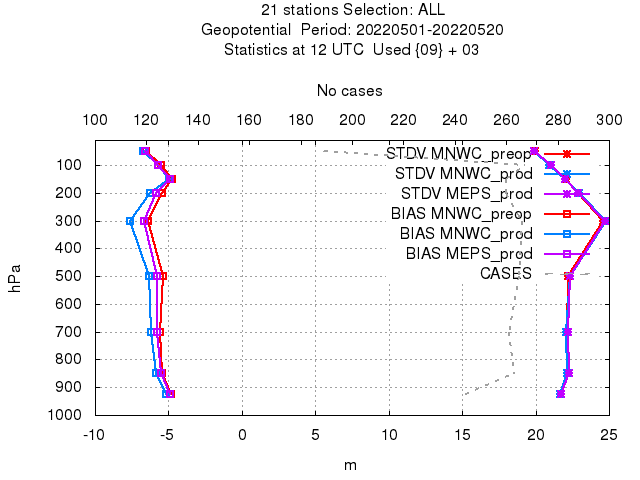 21 stations Selection: ALL
Geopotential  Period: 20220501-20220520
Statistics at 12 UTC  Used {09} + 03
No cases
100 120 140 160 180 200 220 240 260 280 300
STDV MNWC_preop
STDV MNWC_prod
STDV MEPS_prod
BIAS MNWC_preop
BIAS MNWC_prod
BIAS MEPS_prod
CASES
hPa
100
200
300
400
500
600
700
800
900
1000
-10 -5 0 5 10 15 20 25
m